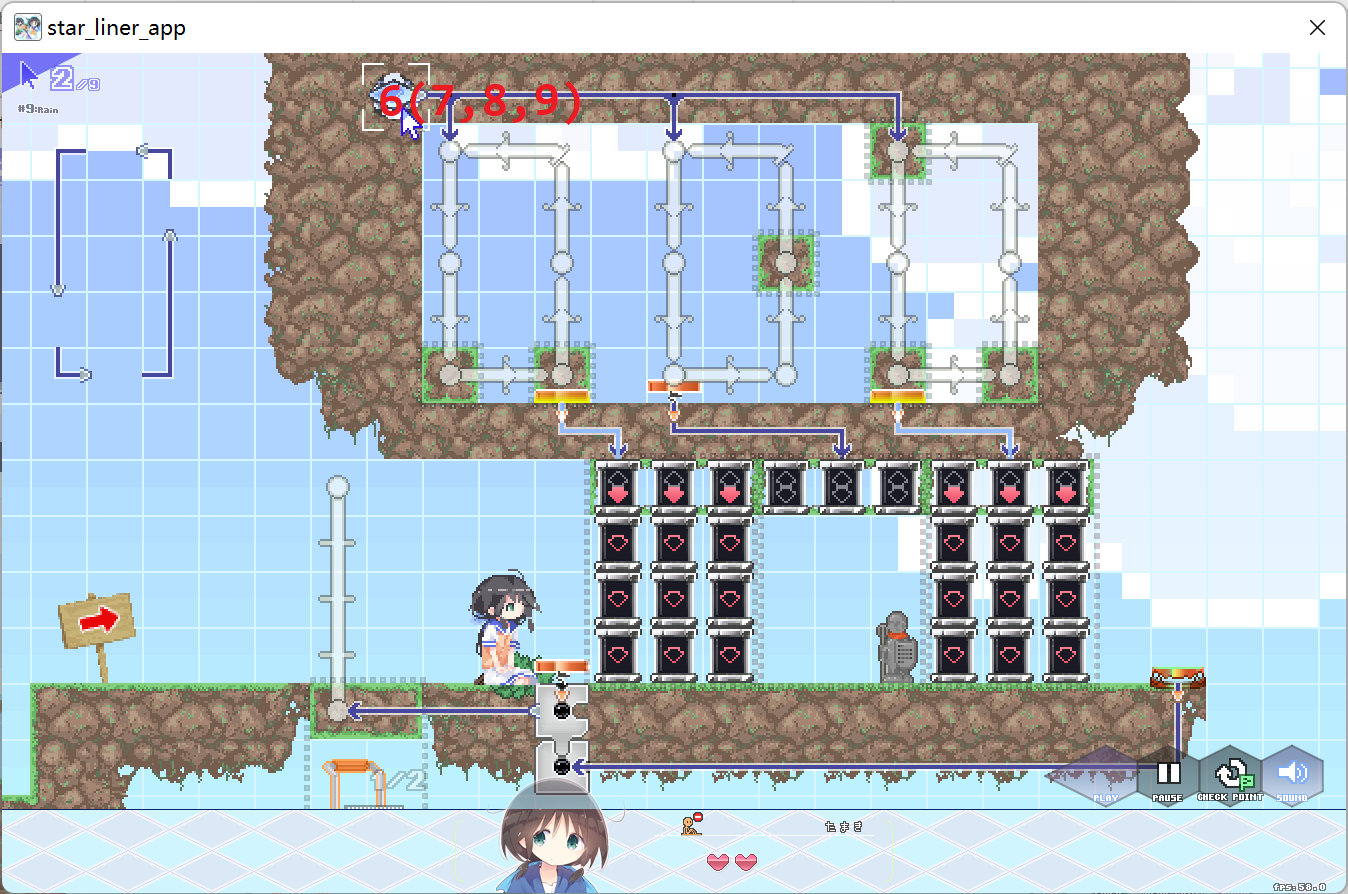 star_liner_app
2/9
#9:Rain
6(7,8,9)
1/2
PLAY
PAUSE
CHECK POINT
SOUND
たまき
fps:58.0